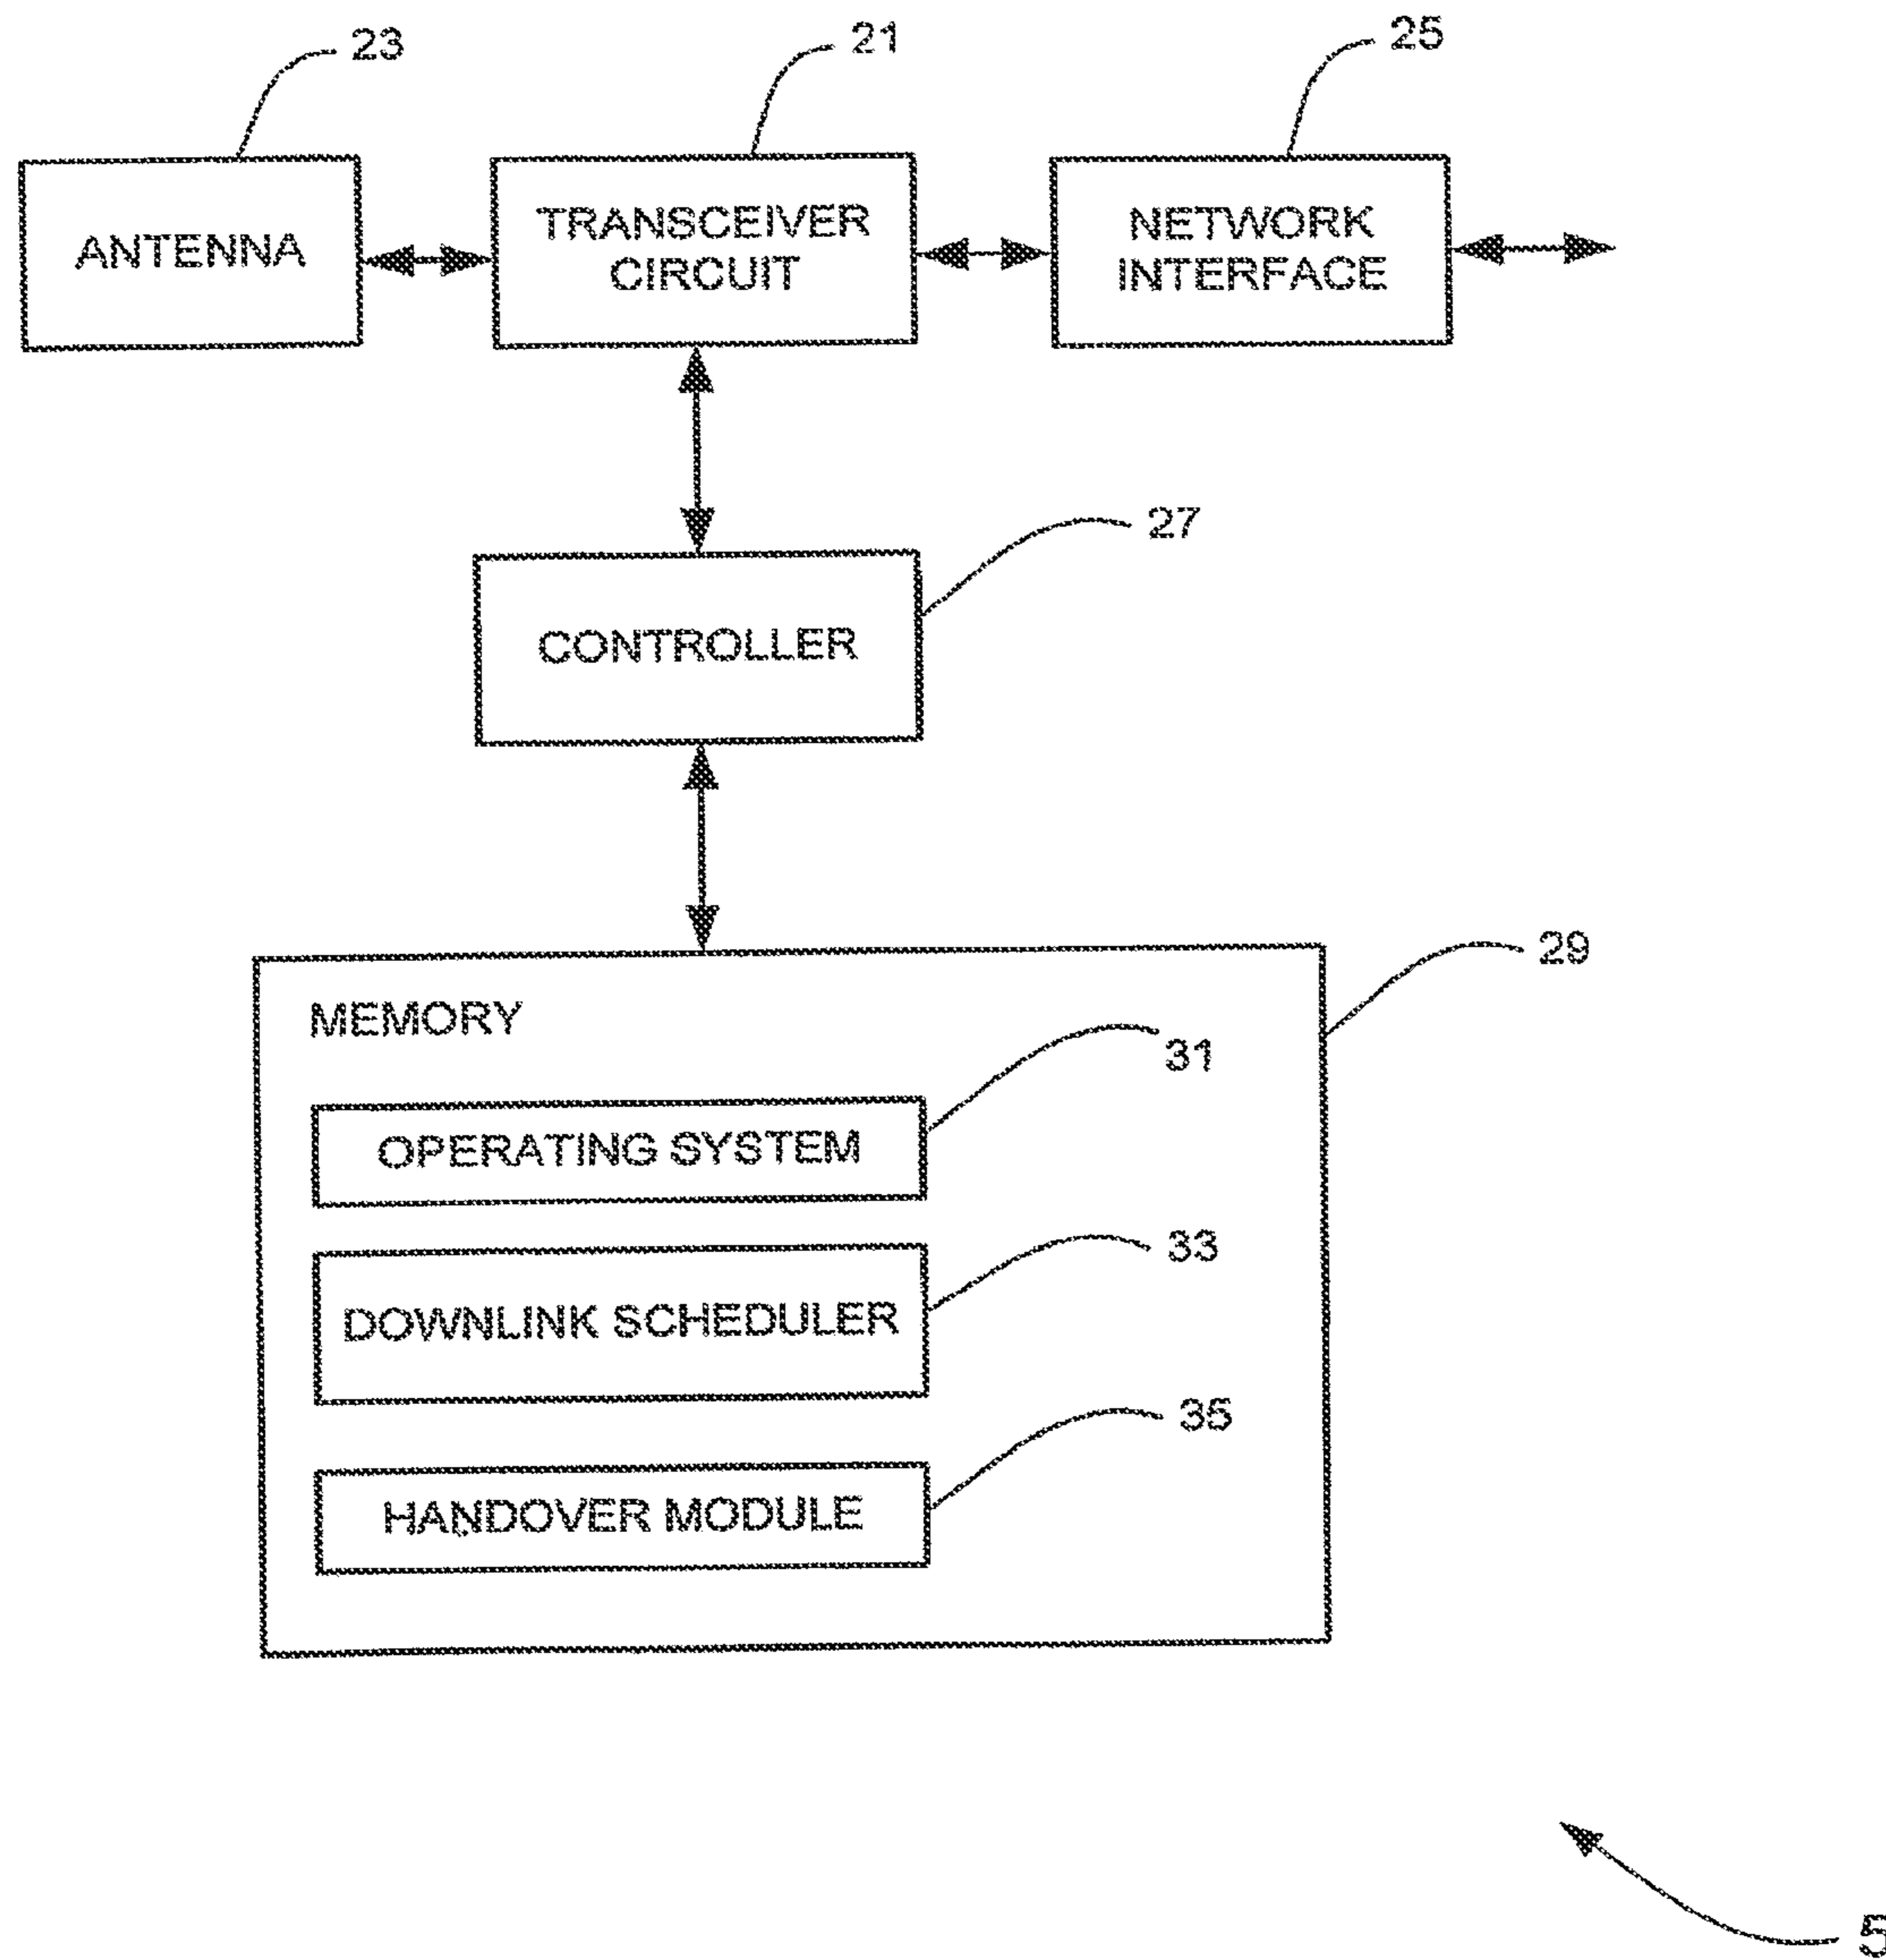 23
21
25
ANTENNA
TRANSCEIVER
CIRCUIT
NETWORK
INTERFACE
27
CONTROLLER
29
MEMORY
31
OPERATING SYSTEM
33
DOWNLINK SCHEDULER
35
HANDOVER MODULE
5